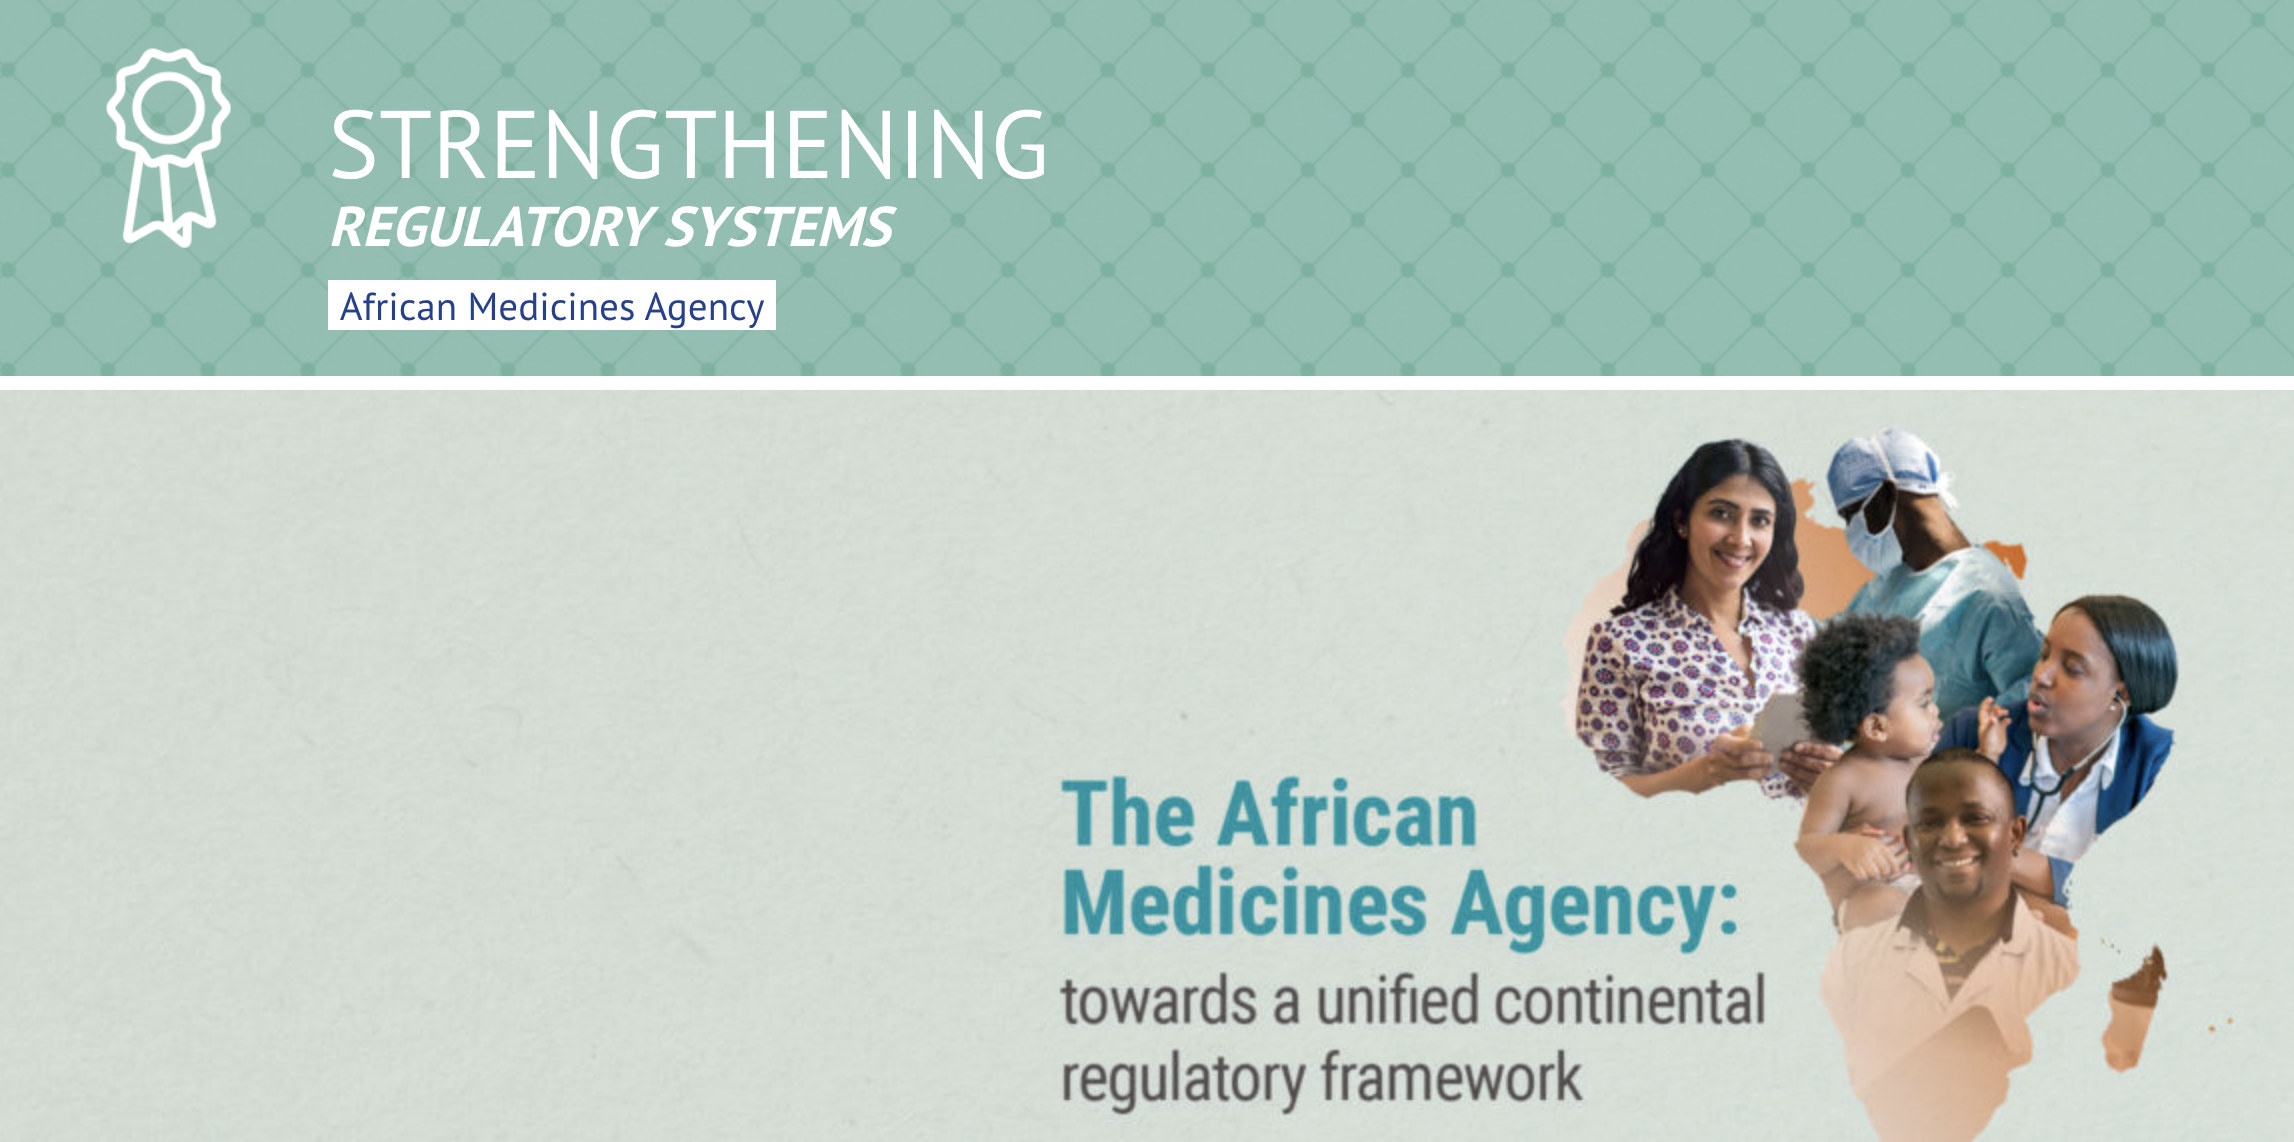 STRENGTHENING
REGULATORY SYSTEMS
African Medicines Agency
The African
Medicines Agency:
towards a unified continental
regulatory framework